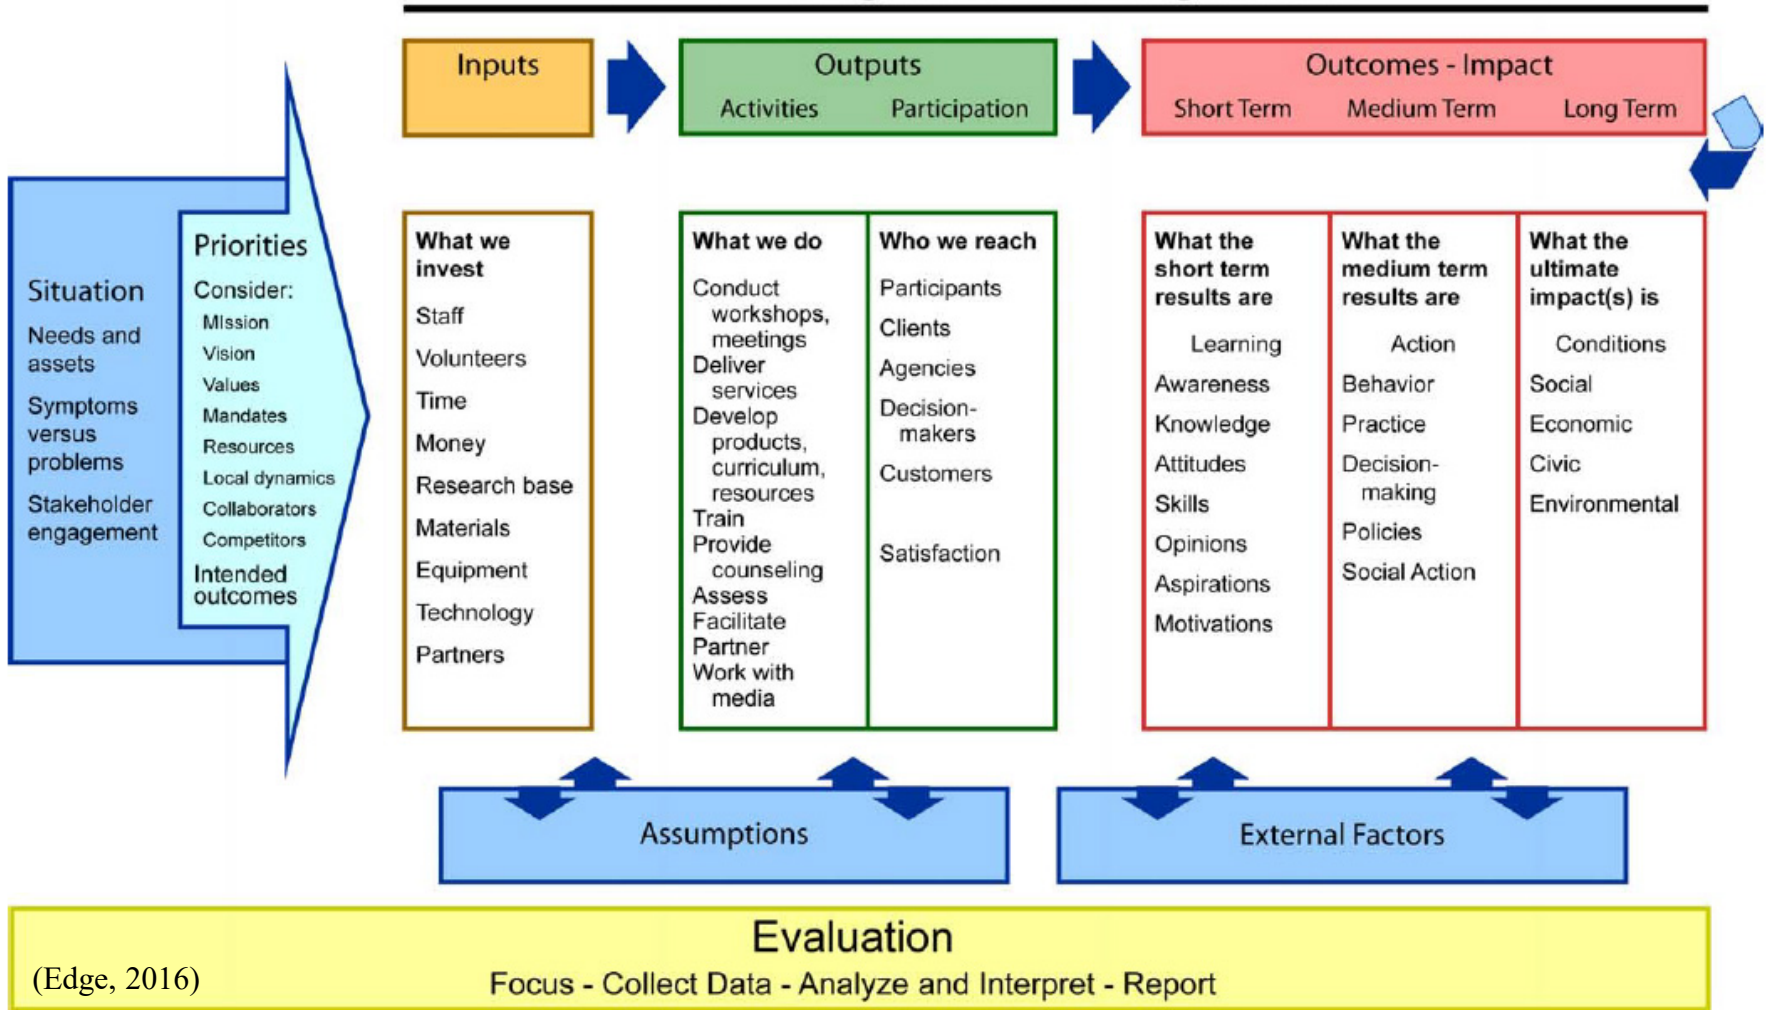 Inputs
Outputs
Activities Participation
Outcomes - Impact
Short Term Medium Term Long Term
Situation
Needs and
assets
Symptoms
versus
problems
Stakeholder
engagement
Priorities
Consider:
MIssion
Vision
Values
Mandates
Resources
Local dynamics
Collaborators
Competitors
Intended
outcomes
What we
invest
Staff
Volunteers
Time
Money
Research base
Materials
Equipment
Technology
Partners
What we do
Conduct
workshops,
meetings
Deliver
services
Develop
products,
curriculum,
resources
Train
Provide
counseling
Assess
Facilitate
Partner
Work with
media
Who we reach
Participants
Clients
Agencies
Decision-
makers
Customers
Satisfaction
What the
short term
results are
Learning
Awareness
Knowledge
Attitudes
Skills
Opinions
Aspirations
Motivations
What the
medium term
results are
Action
Behavior
Practice
Decision-
making
Policies
Social Action
What the
ultimate
impact(s) is
Conditions
Social
Economic
Civic
Environmental
Assumptions
External Factors
Evaluation
(Edge, 2016)
Focus - Collect Data - Analyze and Interpret - Report